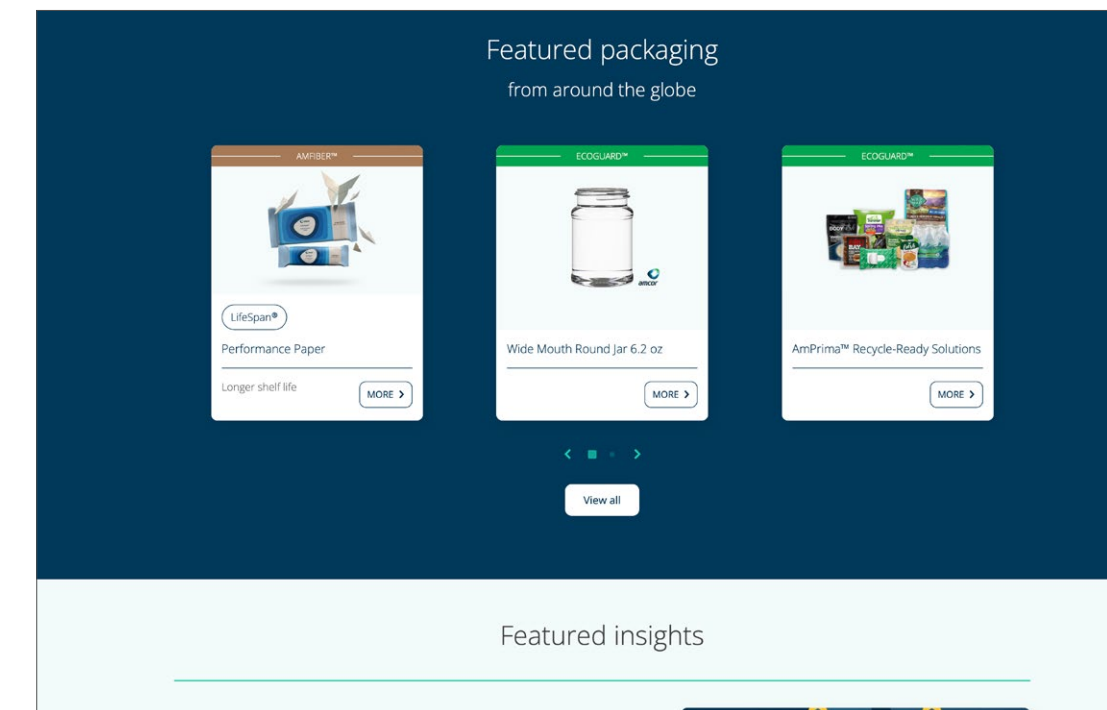 Featured packaging
from around the globe
AMFIBER™
LifeSpan®
Performance Paper
Longer shelf life
MORE
ECOGUARD™
amcor
Wide Mouth Round Jar 6.2 oz
MORE
ECOGUARD™
AmPrima™ Recycle-Ready Solutions
MORE
View all
Featured insights